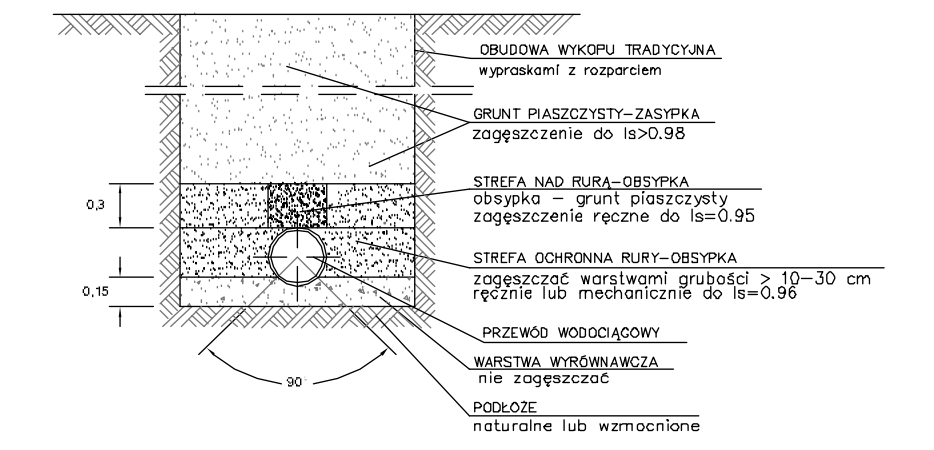 OBUDOWA WYKOPU TRADYCYJNA
wypraskami z rozparciem
GRUNT PIASZCZYSTY-ZASYPKA
zagęszczenie do Is>0.98
STREFA NAD RURĄ-OBSYPKA
obsypka - grunt piaszczysty
zagęszczenie ręczne do Is=0.95
0,3
STREFA OCHRONNA RURY-OBSYPKA
zagęszczać warstwami grubości > 10-30 cm
ręcznie lub mechanicznie do Is=0.96
0,15
PRZEWÓD WODOCIĄGOWY
WARSTWA WYRÓWNAWCZA
nie zagęszczać
90°
PODŁOŻE
naturalne lub wzmocnione